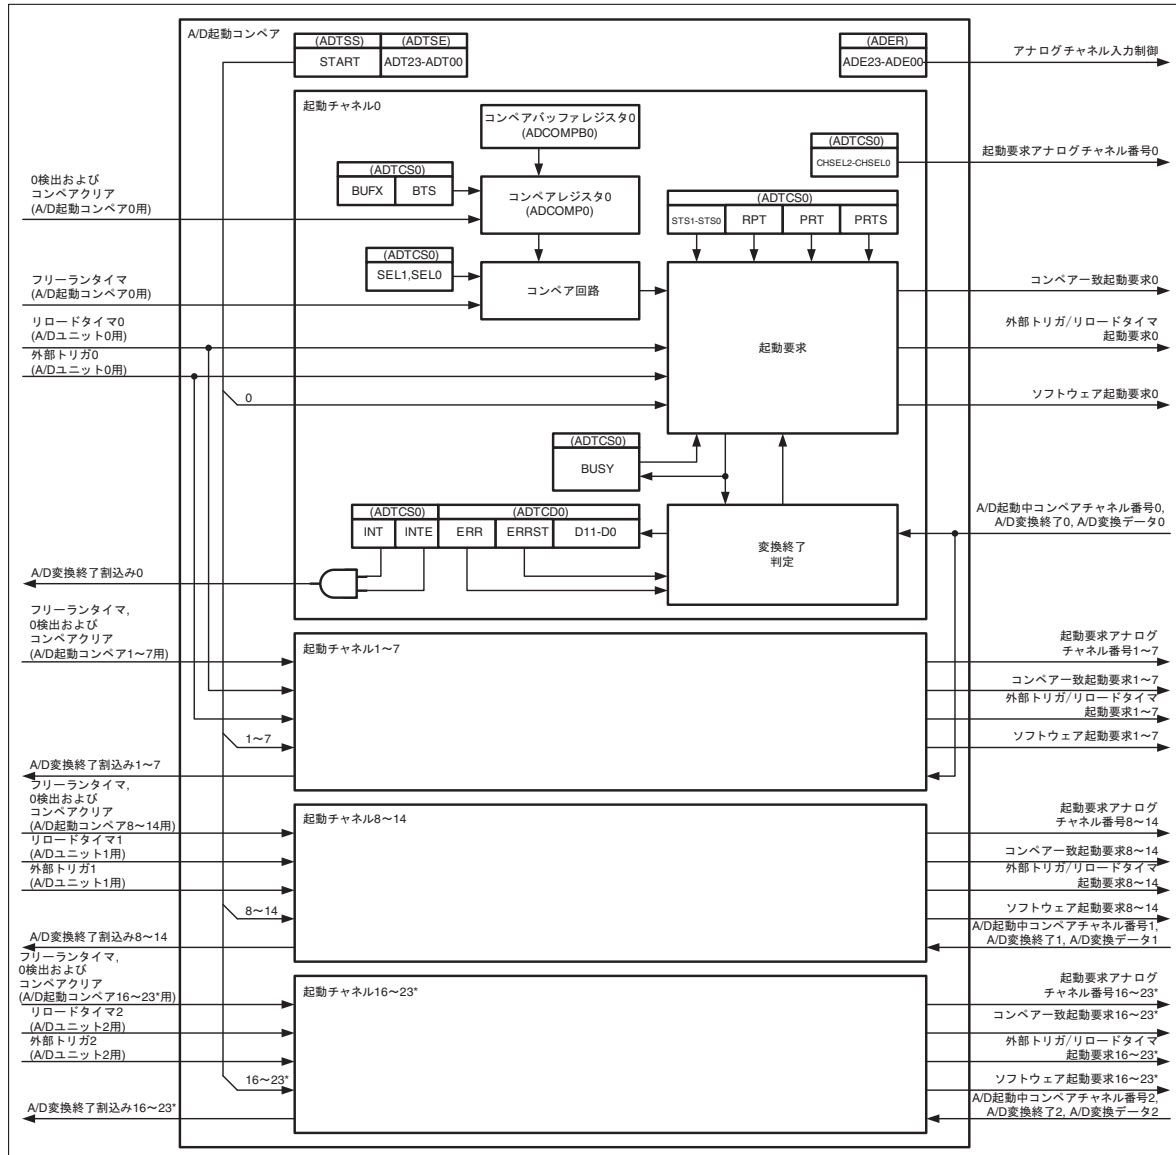 A/D起動コンペア
(ADTSS)
(ADTSE)
START
ADT23-ADT00
(ADER)
ADE23-ADE00
アナログチャネル入力制御
起動チャネル0
コンペアバッファレジスタ0
(ADCOMPB0)
(ADTCS0)
CHSEL2-CHSEL0
起動要求アナログチャネル番号0
0検出および
コンペアクリア
(A/D起動コンペア0用)
(ADTCS0)
BUFX
BTS
コンペアレジスタ0
(ADCOMP0)
(ADTCS0)
STS1-STS0
RPT
PRT
PRTS
フリーランタイマ
(A/D起動コンペア0用)
(ADTCS0)
SEL1,SEL0
コンペア回路
コンペア一致起動要求0
リロードタイマ0
(A/Dユニット0用)
起動要求
外部トリガ/リロードタイマ
起動要求0
外部トリガ0
(A/Dユニット0用)
0
ソフトウェア起動要求0
(ADTCS0)
BUSY
(ADTCS0)
(ADTCD0)
INT
INTE
ERR
ERRST
D11-D0
変換終了
判定
A/D起動中コンペアチャネル番号0,
A/D変換終了0, A/D変換データ0
A/D変換終了割込み0
フリーランタイマ,
0検出および
コンペアクリア
(A/D起動コンペア1~7用)
起動チャネル1~7
起動要求アナログ
チャネル番号1~7
コンペア一致起動要求1~7
外部トリガ/リロードタイマ
起動要求1~7
1~7
ソフトウェア起動要求1~7
A/D変換終了割込み1~7
フリーランタイマ,
0検出および
コンペアクリア
(A/D起動コンペア8~14用)
起動チャネル8~14
起動要求アナログ
チャネル番号8~14
リロードタイマ1
(A/Dユニット1用)
コンペア一致起動要求8~14
外部トリガ1
(A/Dユニット1用)
外部トリガ/リロードタイマ
起動要求8~14
8~14
ソフトウェア起動要求8~14
A/D変換終了割込み8~14
A/D起動中コンペアチャネル番号1,
A/D変換終了1, A/D変換データ1
フリーランタイマ,
0検出および
コンペアクリア
(A/D起動コンペア16~23*用)
起動チャネル16~23*
起動要求アナログ
チャネル番号16~23*
リロードタイマ2
(A/Dユニット2用)
コンペア一致起動要求16~23*
外部トリガ2
(A/Dユニット2用)
外部トリガ/リロードタイマ
起動要求16~23*
16~23*
ソフトウェア起動要求16~23*
A/D変換終了割込み16~23*
A/D起動中コンペアチャネル番号2,
A/D変換終了2, A/D変換データ2